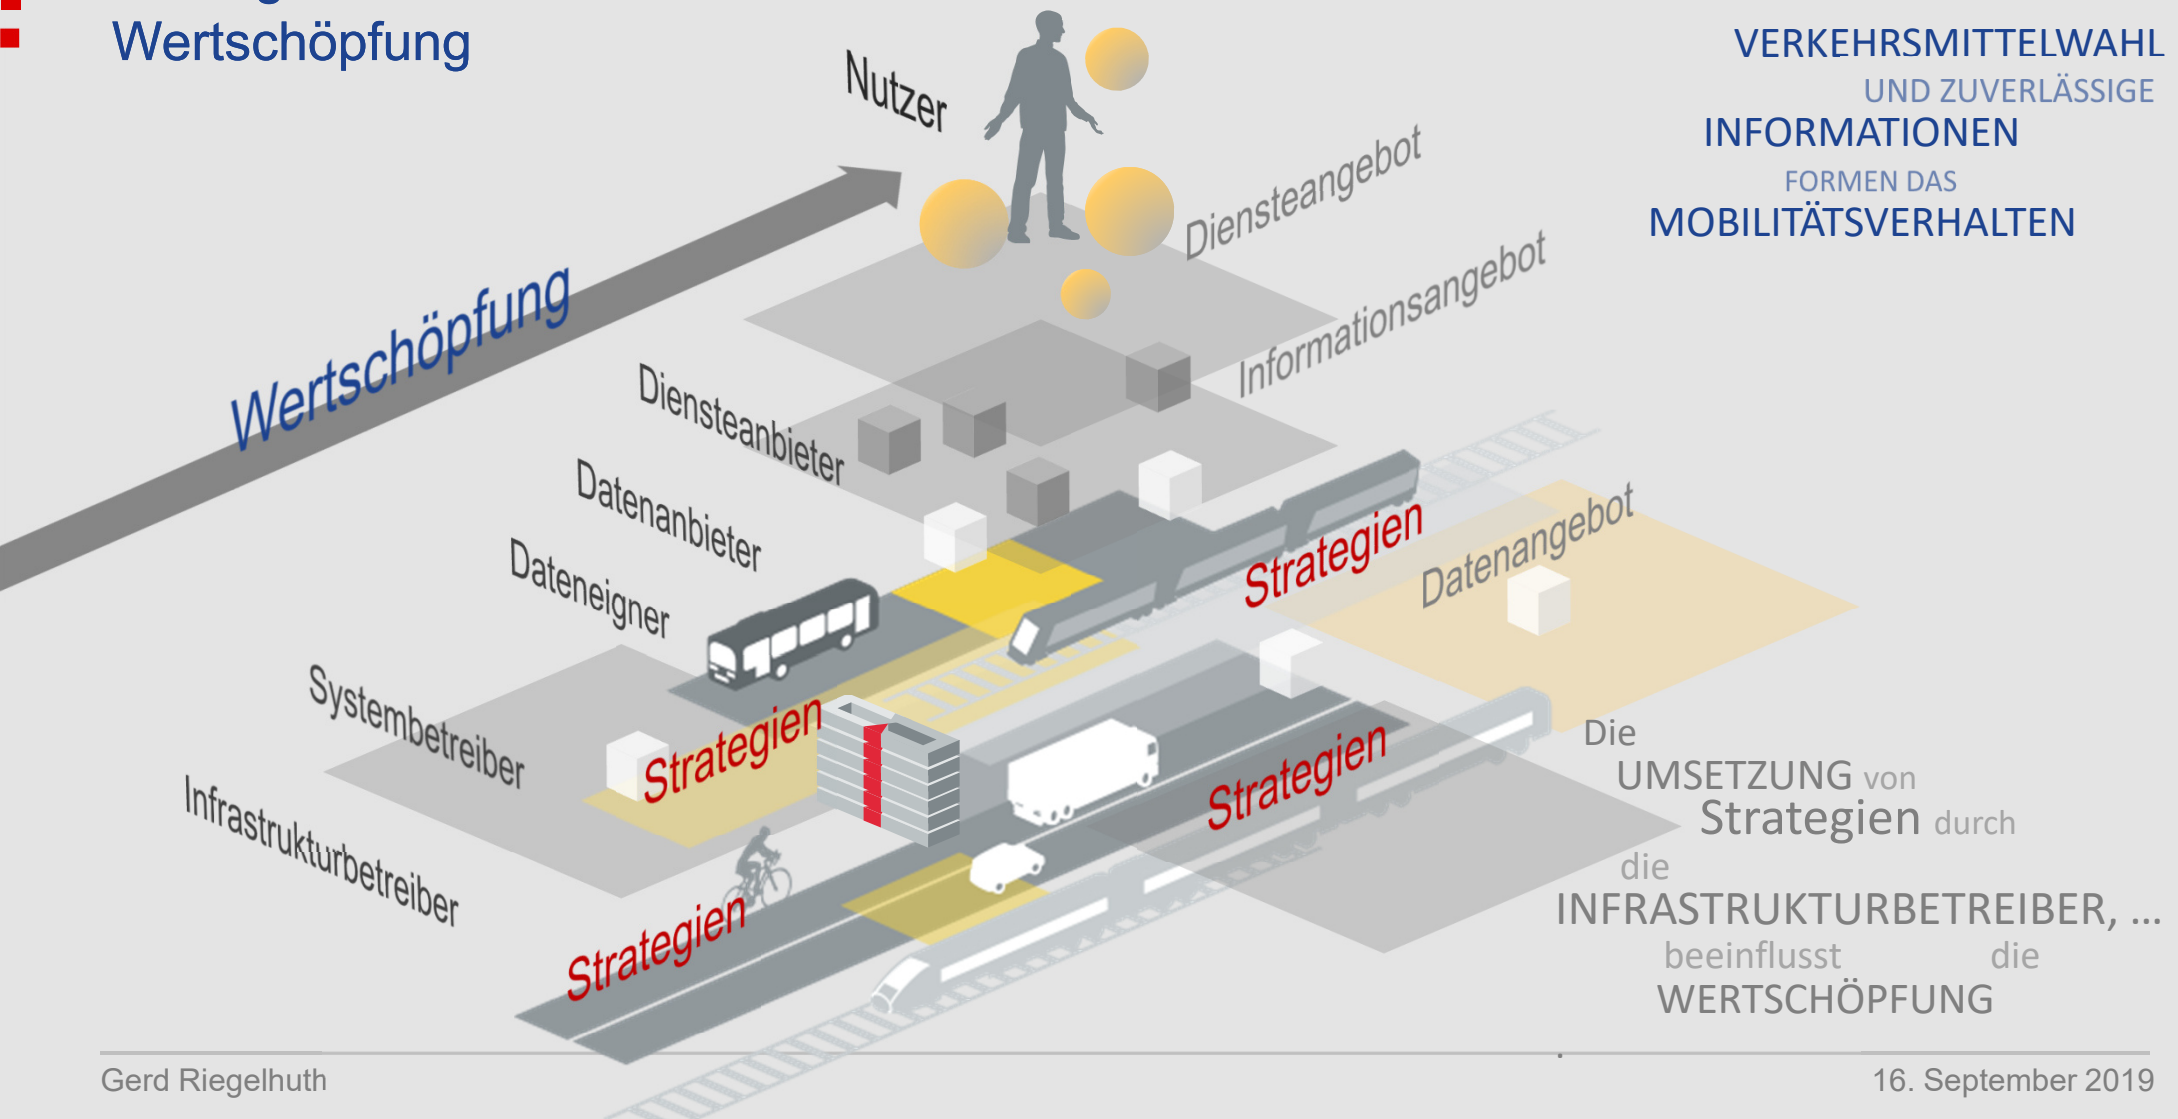 Wertschöpfung
VERKEHRSMITTELWAHL
UND ZUVERLÄSSIGE
INFORMATIONEN
FORMEN DAS
MOBILITÄTSVERHALTEN
Nutzer
Diensteangebot
Informationsangebot
Wertschöpfung
Diensteanbieter
Datenanbieter
Dateneigner
Strategien
Datenangebot
Systembetreiber
Strategien
Strategien
Infrastrukturbetreiber
Strategien
Die
UMSETZUNG von
Strategien durch
die
INFRASTRUKTURBETREIBER, ...
beeinflusst die
WERTSCHÖPFUNG
.
Gerd Riegelhuth
16. September 2019